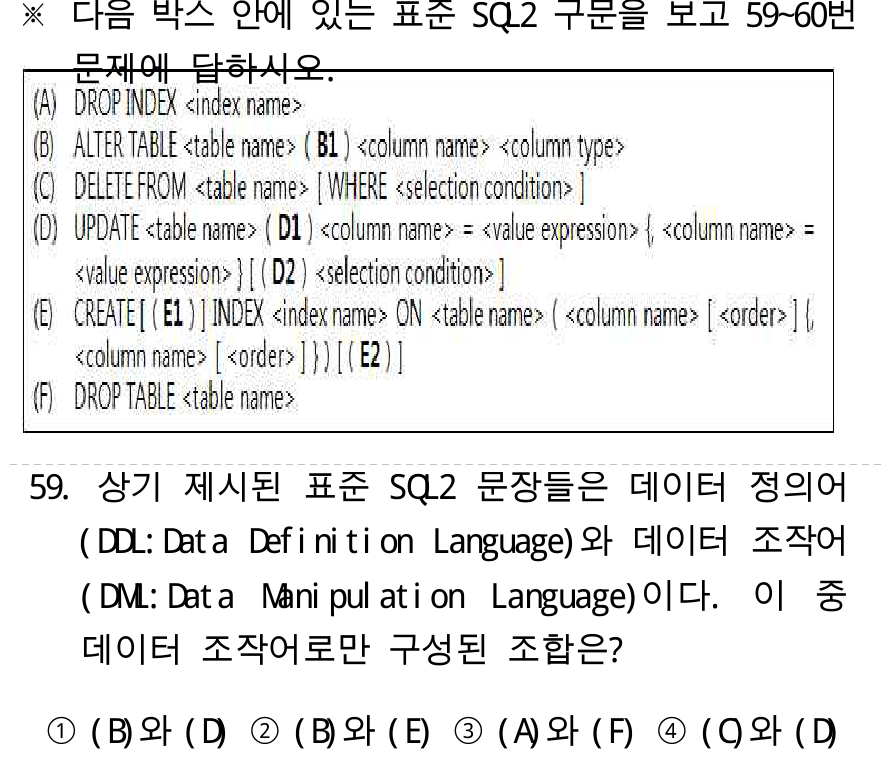 ※ 다음 박스 안에 있는 표준 SQL2 구문을 보고 59~60번
문제에 답하시오.
(A) DROP INDEX <index name>
(B) ALTER TABLE <table name> ( B1 ) <column name> <column type>
(C) DELETE FROM <table name> [ WHERE <selection condition> ]
(D) UPDATE <table name> ( D1 ) <column name> = <value expression> {, <column name> =
<value expression> } [ ( D2 ) <selection condition> ]
(E) CREATE [ ( E1 ) ] INDEX <index name> ON <table name> ( <column name> [ <order> ] {,
<column name> [ <order> ] } ) [ ( E2 ) ]
(F) DROP TABLE <table name>
59. 상기 제시된 표준 SQL2 문장들은 데이터 정의어
(DDL:Data Definition Language)와 데이터 조작어
(DML:Data Manipulation Language)이다. 이 중
데이터 조작어로만 구성된 조합은?
① (B)와 (D) ② (B)와 (E) ③ (A)와 (F) ④ (C)와 (D)